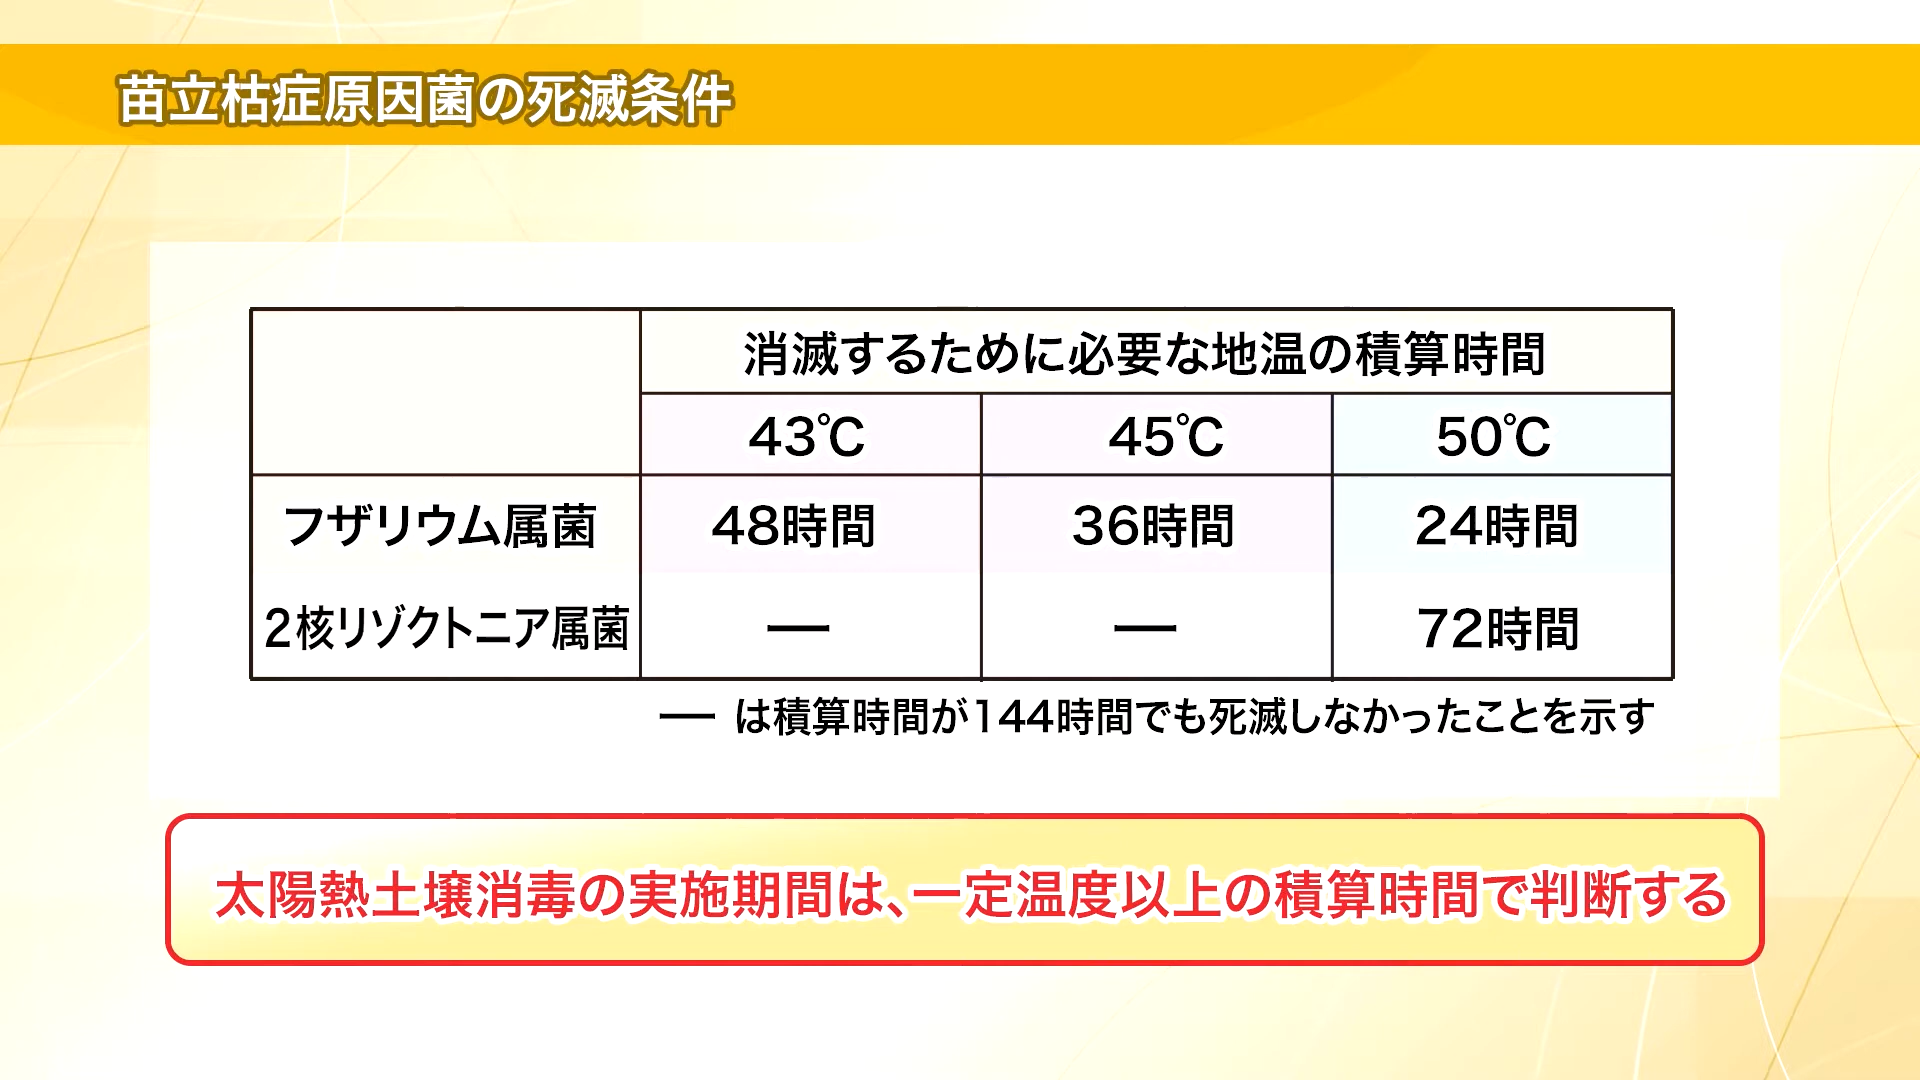 苗立枯症原因菌の死滅条件
消滅するために必要な地温の積算時間
43℃ 45℃ 50℃
フザリウム属菌 48時間 36時間 24時間
2核リゾクトニア属菌 ― ― 72時間
― は積算時間が144時間でも死滅しなかったことを示す
太陽熱土壌消毒の実施期間は、一定温度以上の積算時間で判断する